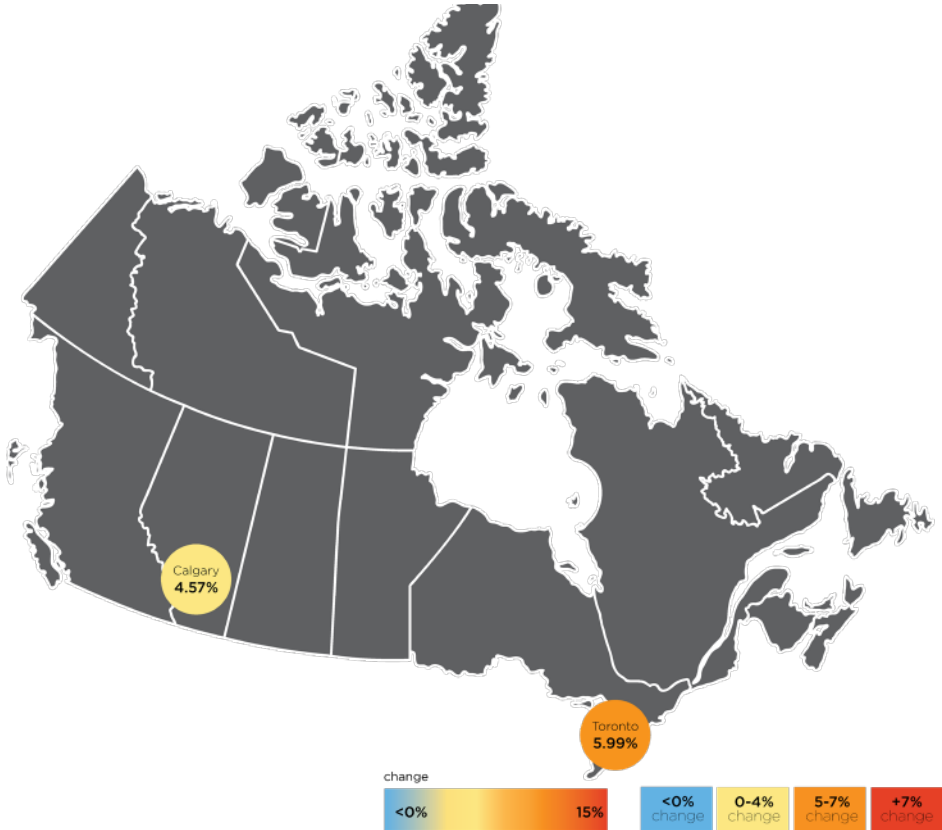 Calgary
4.57%
Toronto
5.99%
change
<0%
15%
<0%
change
0-4%
change
5-7%
change
+7%
change